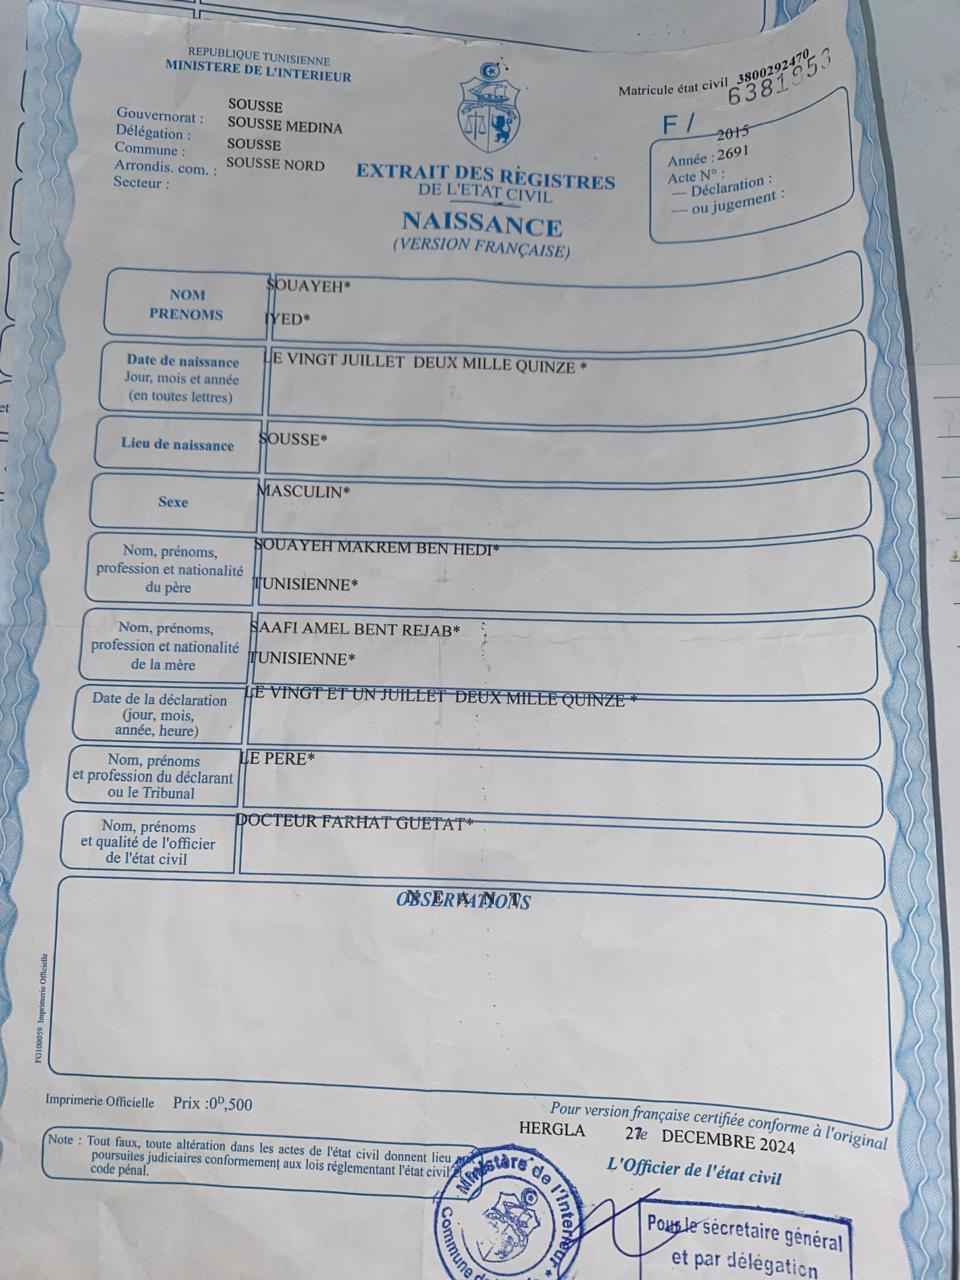 REPUBLIQUE TUNISIENNE
MINISTERE DE L'INTERIEUR
Gouvernorat : SOUSSE
Délégation : SOUSSE MEDINA
Commune : SOUSSE
Arrondis. com. : SOUSSE NORD
Secteur :
Matricule état civil 3800292470
6381853
F /
2015
Année : 2691
Acte N° :
— Déclaration :
— ou jugement :
EXTRAIT DES REGISTRES
DE L'ETAT CIVIL
NAISSANCE
(VERSION FRANÇAISE)
NOM
PRENOMS
SOUAYEH*
IYED*
Date de naissance
Jour, mois et année
(en toutes lettres)
LE VINGT JUILLET DEUX MILLE QUINZE *
Lieu de naissance
SOUSSE*
Sexe
MASCULIN*
Nom, prénoms,
profession et nationalité
du père
SOUAYEH MAKREM BEN HEDI*
TUNISIENNE*
Nom, prénoms,
profession et nationalité
de la mère
SAAFI AMEL BENT REJAB*
TUNISIENNE*
Date de la déclaration
(jour, mois,
année, heure)
LE VINGT ET UN JUILLET DEUX MILLE QUINZE *
Nom, prénoms
et profession du déclarant
ou le Tribunal
LE PERE*
Nom, prénoms
et qualité de l'officier
de l'état civil
DOCTEUR FARHAT GUETAT*
OBSERVATIONS
N E A N T
FG100059 Imprimerie Officielle
Imprimerie Officielle Prix :0D,500
Note : Tout faux, toute altération dans les actes de l'état civil donnent lieu
poursuites judiciaires conformement aux lois réglementant l'état civil
code pénal.
Pour version française certifiée conforme à l'original
HERGLA 27e DECEMBRE 2024
L'Officier de l'état civil
Ministère de l'Interieur
Commune de
Pour le secretaire général
et par délégation